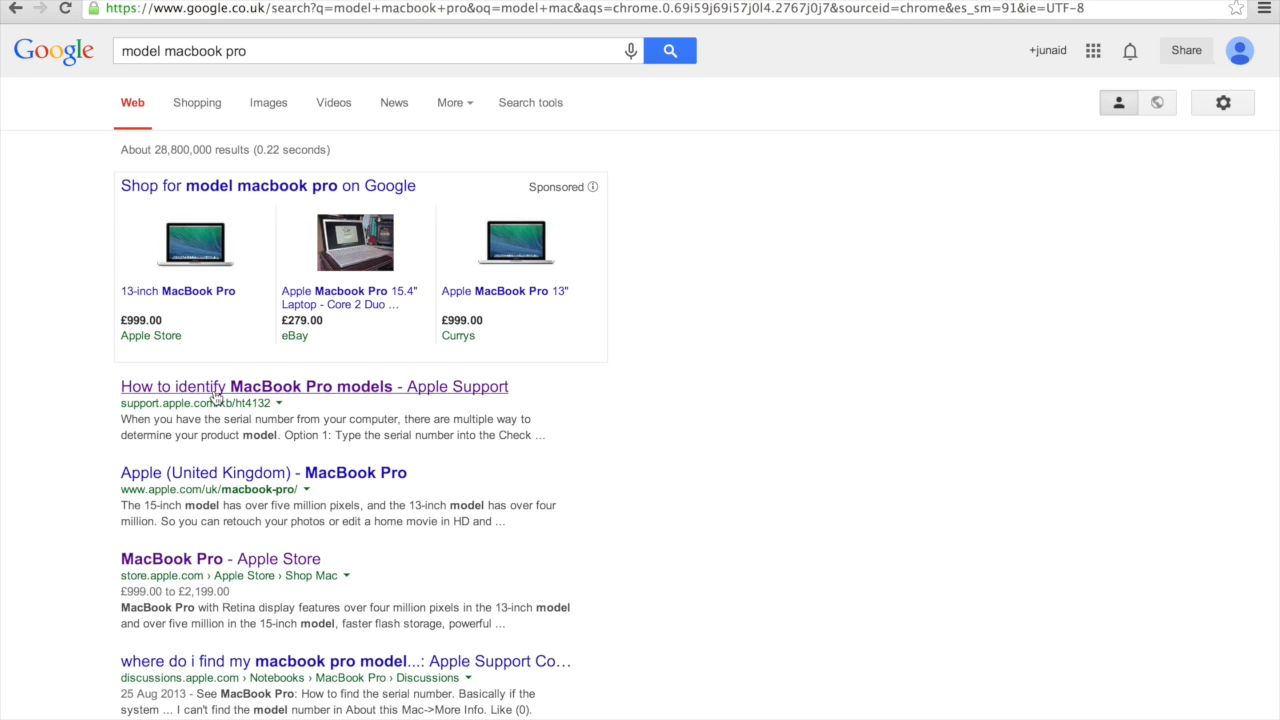 https://www.google.co.uk/search?q=model+macbook+pro&oq=model+mac&aqs=chrome.0.69i59j69i57j0l4.2767j0j7&sourceid=chrome&es_sm=91&ie=UTF-8
Google model macbook pro +junaid Share
Web Shopping Images Videos News More Search tools
About 28,800,000 results (0.22 seconds)
Shop for model macbook pro on Google Sponsored
13-inch MacBook Pro
£999.00
Apple Store
Apple Macbook Pro 15.4"
Laptop - Core 2 Duo ...
£279.00
eBay
Apple MacBook Pro 13"
£999.00
Currys
How to identify MacBook Pro models - Apple Support
support.apple.com/kb/ht4132
When you have the serial number from your computer, there are multiple way to
determine your product model. Option 1: Type the serial number into the Check ...
Apple (United Kingdom) - MacBook Pro
www.apple.com/uk/macbook-pro/
The 15-inch model has over five million pixels, and the 13-inch model has over four
million. So you can retouch your photos or edit a home movie in HD and ...
MacBook Pro - Apple Store
store.apple.com › Apple Store › Shop Mac
£999.00 to £2,199.00
MacBook Pro with Retina display features over four million pixels in the 13-inch model
and over five million in the 15-inch model, faster flash storage, powerful ...
where do i find my macbook pro model...: Apple Support Co...
discussions.apple.com › Notebooks › MacBook Pro › Discussions
25 Aug 2013 - See MacBook Pro: How to find the serial number. Basically if the
system ... I can't find the model number in About this Mac->More Info. Like (0).